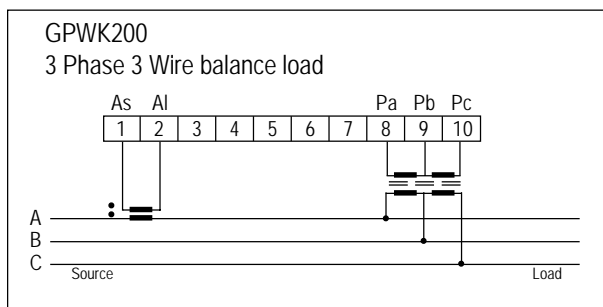 GPWK200
3 Phase 3 Wire balance load
As Al Pa Pb Pc
1 2 3 4 5 6 7 8 9 10
A
B
C
Source Load